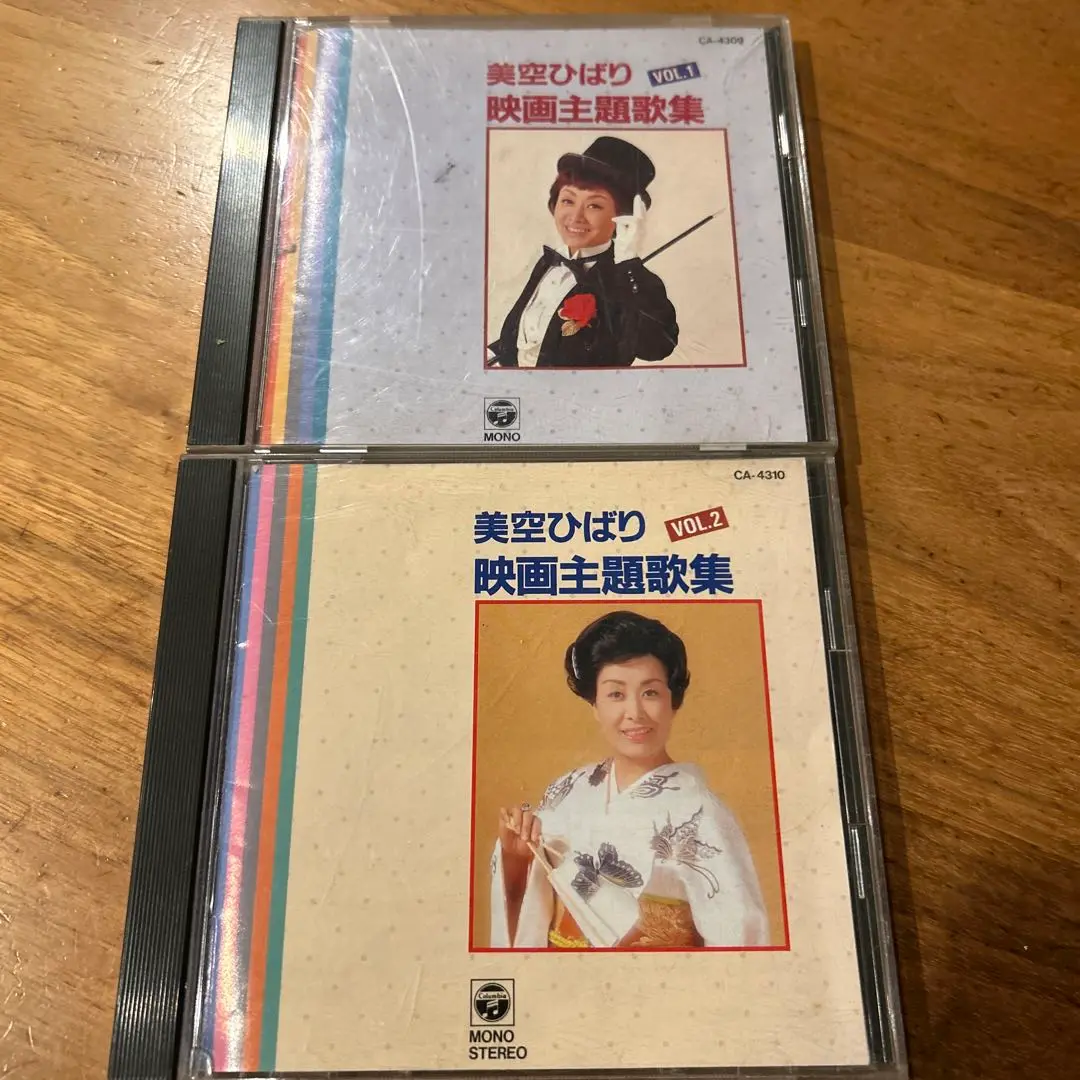 CA-4309
美空ひばり VOL.1
映画主題歌集
Columbia
MONO
CA-4310
美空ひばり VOL.2
映画主題歌集
Columbia
MONO
STEREO